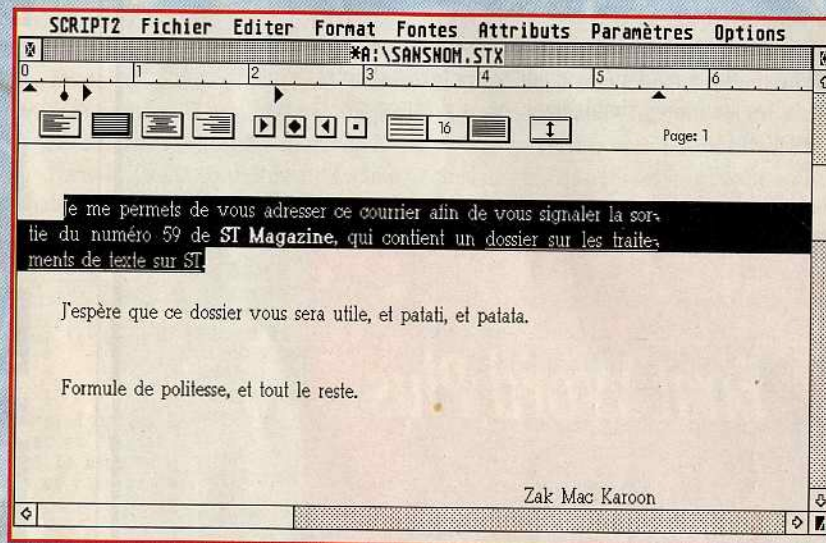 SCRIPT2 Fichier Editer Format Fontes Attributs Paramètres Options
*A:\SANSNOM.STX
0 1 2 3 4 5 6
16 Page: 1
Je me permets de vous adresser ce courrier afin de vous signaler la sor-
tie du numéro 59 de ST Magazine, qui contient un dossier sur les traite-
ments de texte sur ST.
J'espère que ce dossier vous sera utile, et patati, et patata.
Formule de politesse, et tout le reste.
Zak Mac Karoon